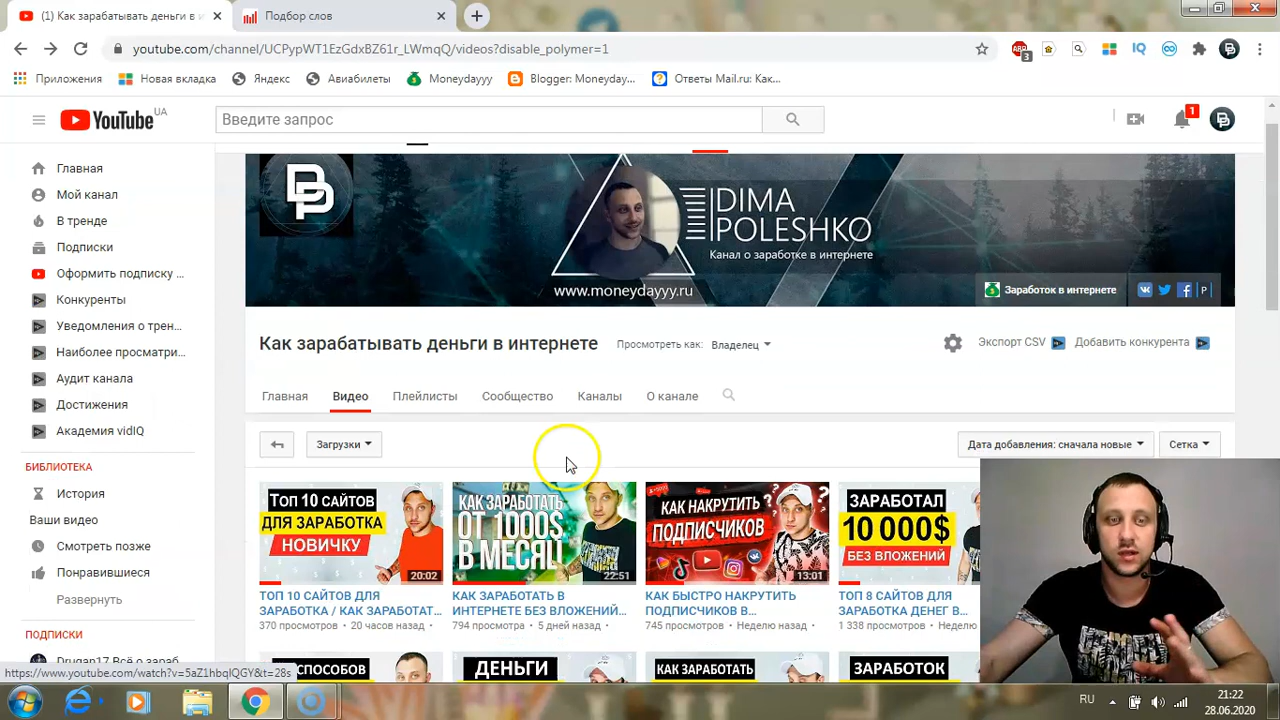 (1) Как зарабатывать деньги в и
Подбор слов
youtube.com/channel/UCPypWT1EzGdxBZ61r_LWmqQ/videos?disable_polymer=1
3
IQ
Приложения
Новая вкладка
Яндекс
Авиабилеты
Moneydayyy
Blogger: Moneyday...
Ответы Mail.ru: Как...
YouTube UA
Введите запрос
1
Главная
Мой канал
В тренде
Подписки
Оформить подписку ...
Конкуренты
Уведомления о трен...
Наиболее просматри...
Аудит канала
Достижения
Академия vidIQ
БИБЛИОТЕКА
История
Ваши видео
Смотреть позже
Понравившиеся
Развернуть
ПОДПИСКИ
Drugan17 Всё о зараб
DIMA
POLESHKO
Канал о заработке в интернете
www.moneydayyy.ru
Заработок в интернете
Как зарабатывать деньги в интернете
Просмотреть как:
Владелец
Экспорт CSV
Добавить конкурента
Главная
Видео
Плейлисты
Сообщество
Каналы
О канале
Загрузки
Дата добавления: сначала новые
Сетка
ТОП 10 САЙТОВ
ДЛЯ ЗАРАБОТКА
НОВИЧКУ
20:02
ТОП 10 САЙТОВ ДЛЯ
ЗАРАБОТКА / КАК ЗАРАБОТАТ...
370 просмотров • 20 часов назад •
КАК ЗАРАБОТАТЬ
ОТ 1000$
В МЕСЯЦ
22:51
КАК ЗАРАБОТАТЬ В
ИНТЕРНЕТЕ БЕЗ ВЛОЖЕНИЙ...
794 просмотра • 5 дней назад •
КАК НАКРУТИТЬ
ПОДПИСЧИКОВ
13:01
КАК БЫСТРО НАКРУТИТЬ
ПОДПИСЧИКОВ В...
745 просмотров • Неделю назад •
ЗАРАБОТАЛ
10 000$
БЕЗ ВЛОЖЕНИЙ
ТОП 8 САЙТОВ ДЛЯ
ЗАРАБОТКА ДЕНЕГ В...
1 338 просмотров • Неделю
СПОСОБОВ
ДЕНЬГИ
КАК ЗАРАБОТАТЬ
ЗАРАБОТОК
https://www.youtube.com/watch?v=5aZ1hbqlQGY&t=28s
RU
21:22
28.06.2020